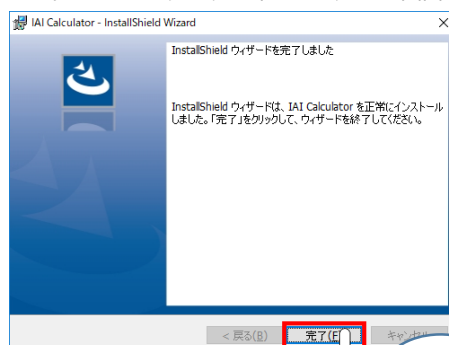 IAI Calculator - InstallShield Wizard
InstallShield ウィザードを完了しました
InstallShield ウィザードは、IAI Calculator を正常にインストール
しました。「完了」をクリックして、ウィザードを終了してください。
< 戻る(B)
完了(F